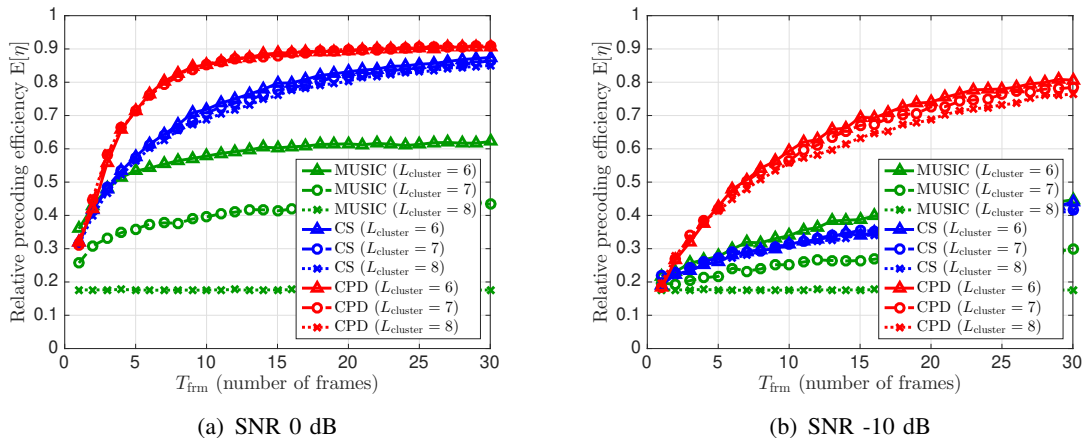 Relative precoding efficiency E[η]
1
0.9
0.8
0.7
0.6
0.5
0.4
0.3
0.2
0.1
0
MUSIC (L_cluster = 6)
MUSIC (L_cluster = 7)
MUSIC (L_cluster = 8)
CS (L_cluster = 6)
CS (L_cluster = 7)
CS (L_cluster = 8)
CPD (L_cluster = 6)
CPD (L_cluster = 7)
CPD (L_cluster = 8)
0 5 10 15 20 25 30
T_frm (number of frames)
(a) SNR 0 dB
Relative precoding efficiency E[η]
1
0.9
0.8
0.7
0.6
0.5
0.4
0.3
0.2
0.1
0
MUSIC (L_cluster = 6)
MUSIC (L_cluster = 7)
MUSIC (L_cluster = 8)
CS (L_cluster = 6)
CS (L_cluster = 7)
CS (L_cluster = 8)
CPD (L_cluster = 6)
CPD (L_cluster = 7)
CPD (L_cluster = 8)
0 5 10 15 20 25 30
T_frm (number of frames)
(b) SNR -10 dB